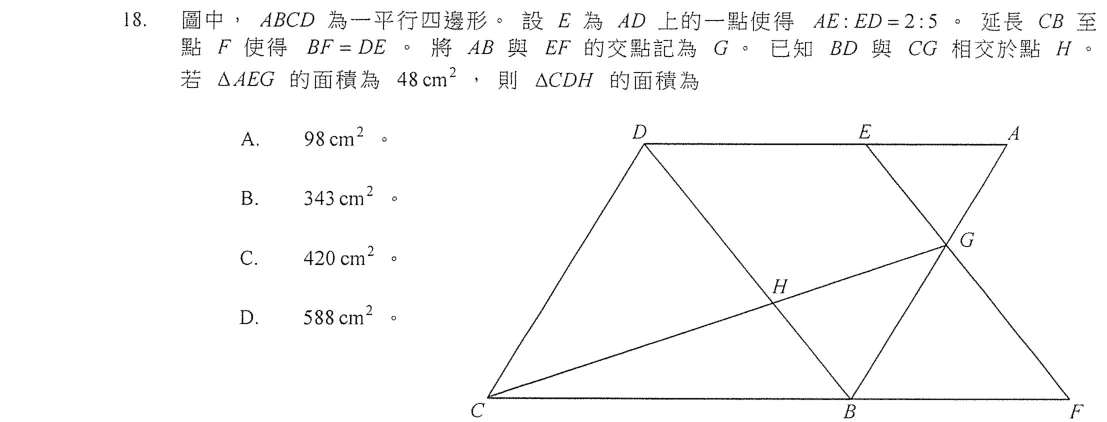 18. 圖中， ABCD 為一平行四邊形。 設 E 為 AD 上的一點使得 AE : ED = 2 : 5 。 延長 CB 至
點 F 使得 BF = DE 。 將 AB 與 EF 的交點記為 G 。 已知 BD 與 CG 相交於點 H 。
若 ΔAEG 的面積為 48 cm² ， 則 ΔCDH 的面積為
A. 98 cm² 。
B. 343 cm² 。
C. 420 cm² 。
D. 588 cm² 。
D E A
G
H
C B F